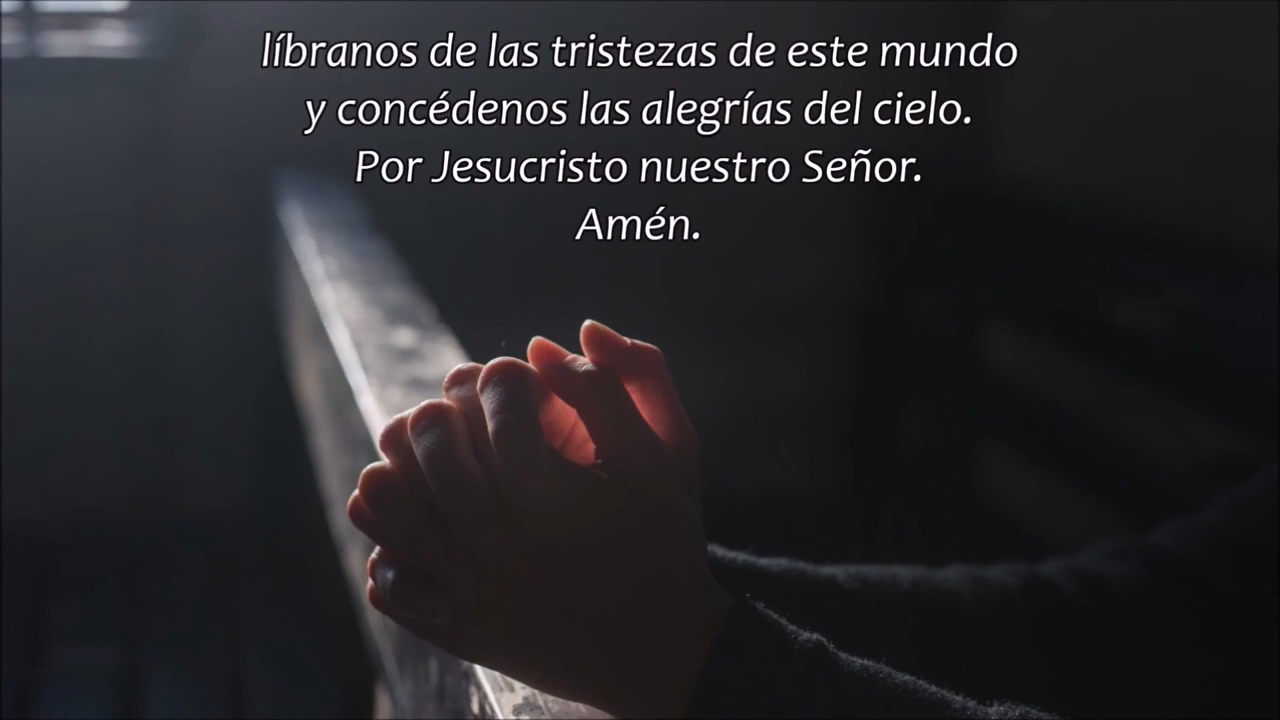 líbranos de las tristezas de este mundo
y concédenos las alegrías del cielo.
Por Jesucristo nuestro Señor.
Amén.